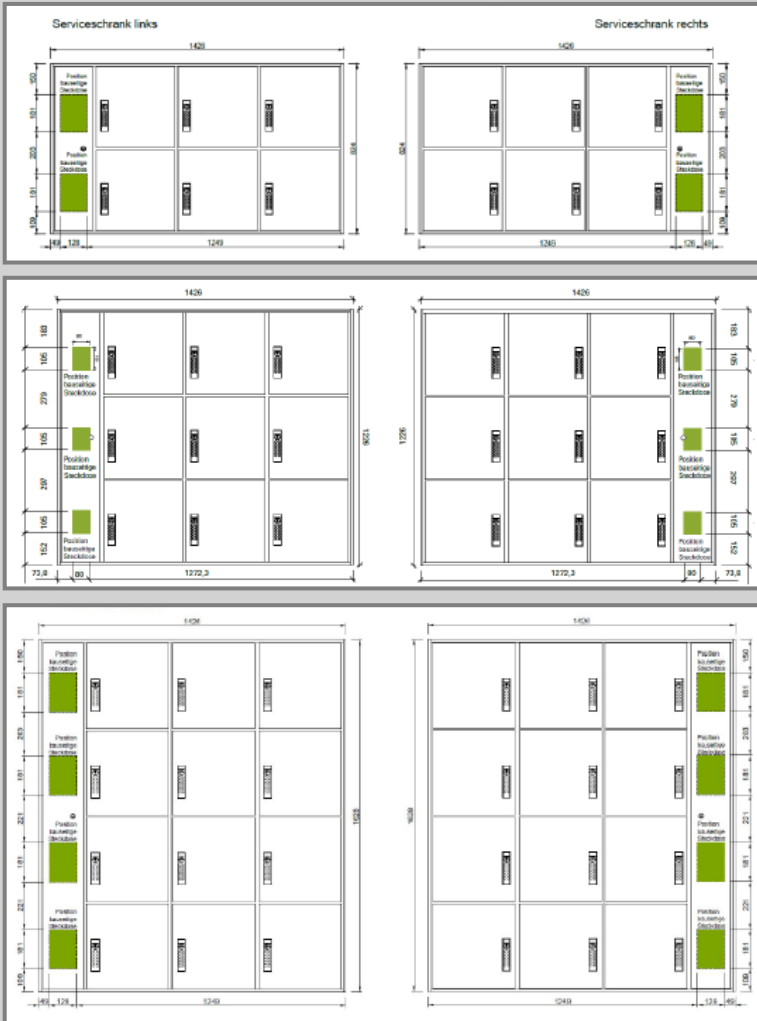 Serviceschrank links
Serviceschrank rechts
1426
1426
150
181
203
181
109
Position
bauseitige
Steckdose
Position
bauseitige
Steckdose
824
824
Position
bauseitige
Steckdose
Position
bauseitige
Steckdose
150
181
203
181
109
49
128
1249
1249
128
49
1426
1426
183
105
279
105
297
105
152
80
Position
bauseitige
Steckdose
Position
bauseitige
Steckdose
Position
bauseitige
Steckdose
1226
1226
80
Position
bauseitige
Steckdose
Position
bauseitige
Steckdose
Position
bauseitige
Steckdose
183
105
279
105
297
105
152
73,8
80
1272,3
1272,3
80
73,8
1426
1426
150
181
203
181
221
181
221
181
109
Position
bauseitige
Steckdose
Position
bauseitige
Steckdose
Position
bauseitige
Steckdose
Position
bauseitige
Steckdose
1628
1628
Position
bauseitige
Steckdose
Position
bauseitige
Steckdose
Position
bauseitige
Steckdose
Position
bauseitige
Steckdose
150
181
203
181
221
181
221
181
109
49
128
1249
1249
128
49